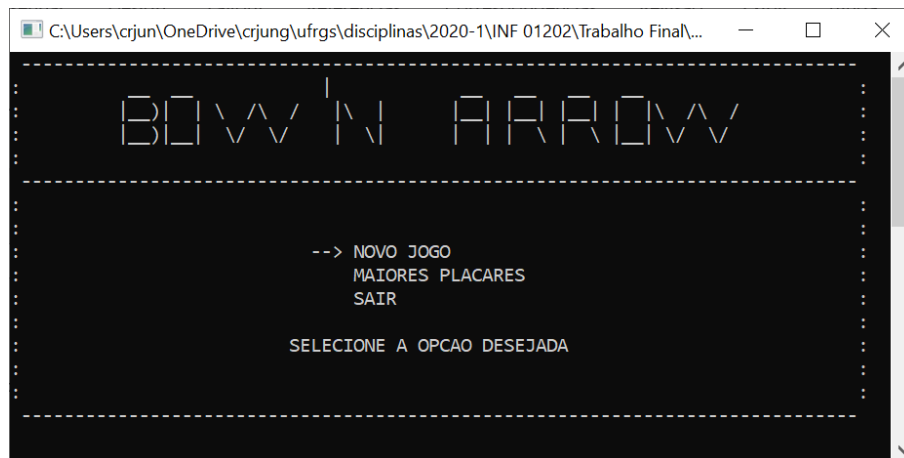 C:\Users\crjun\OneDrive\crjung\ufrgs\disciplinas\2020-1\INF 01202\Trabalho Final\...
BOW 'N ARROW
--> NOVO JOGO
MAIORES PLACARES
SAIR
SELECIONE A OPCAO DESEJADA